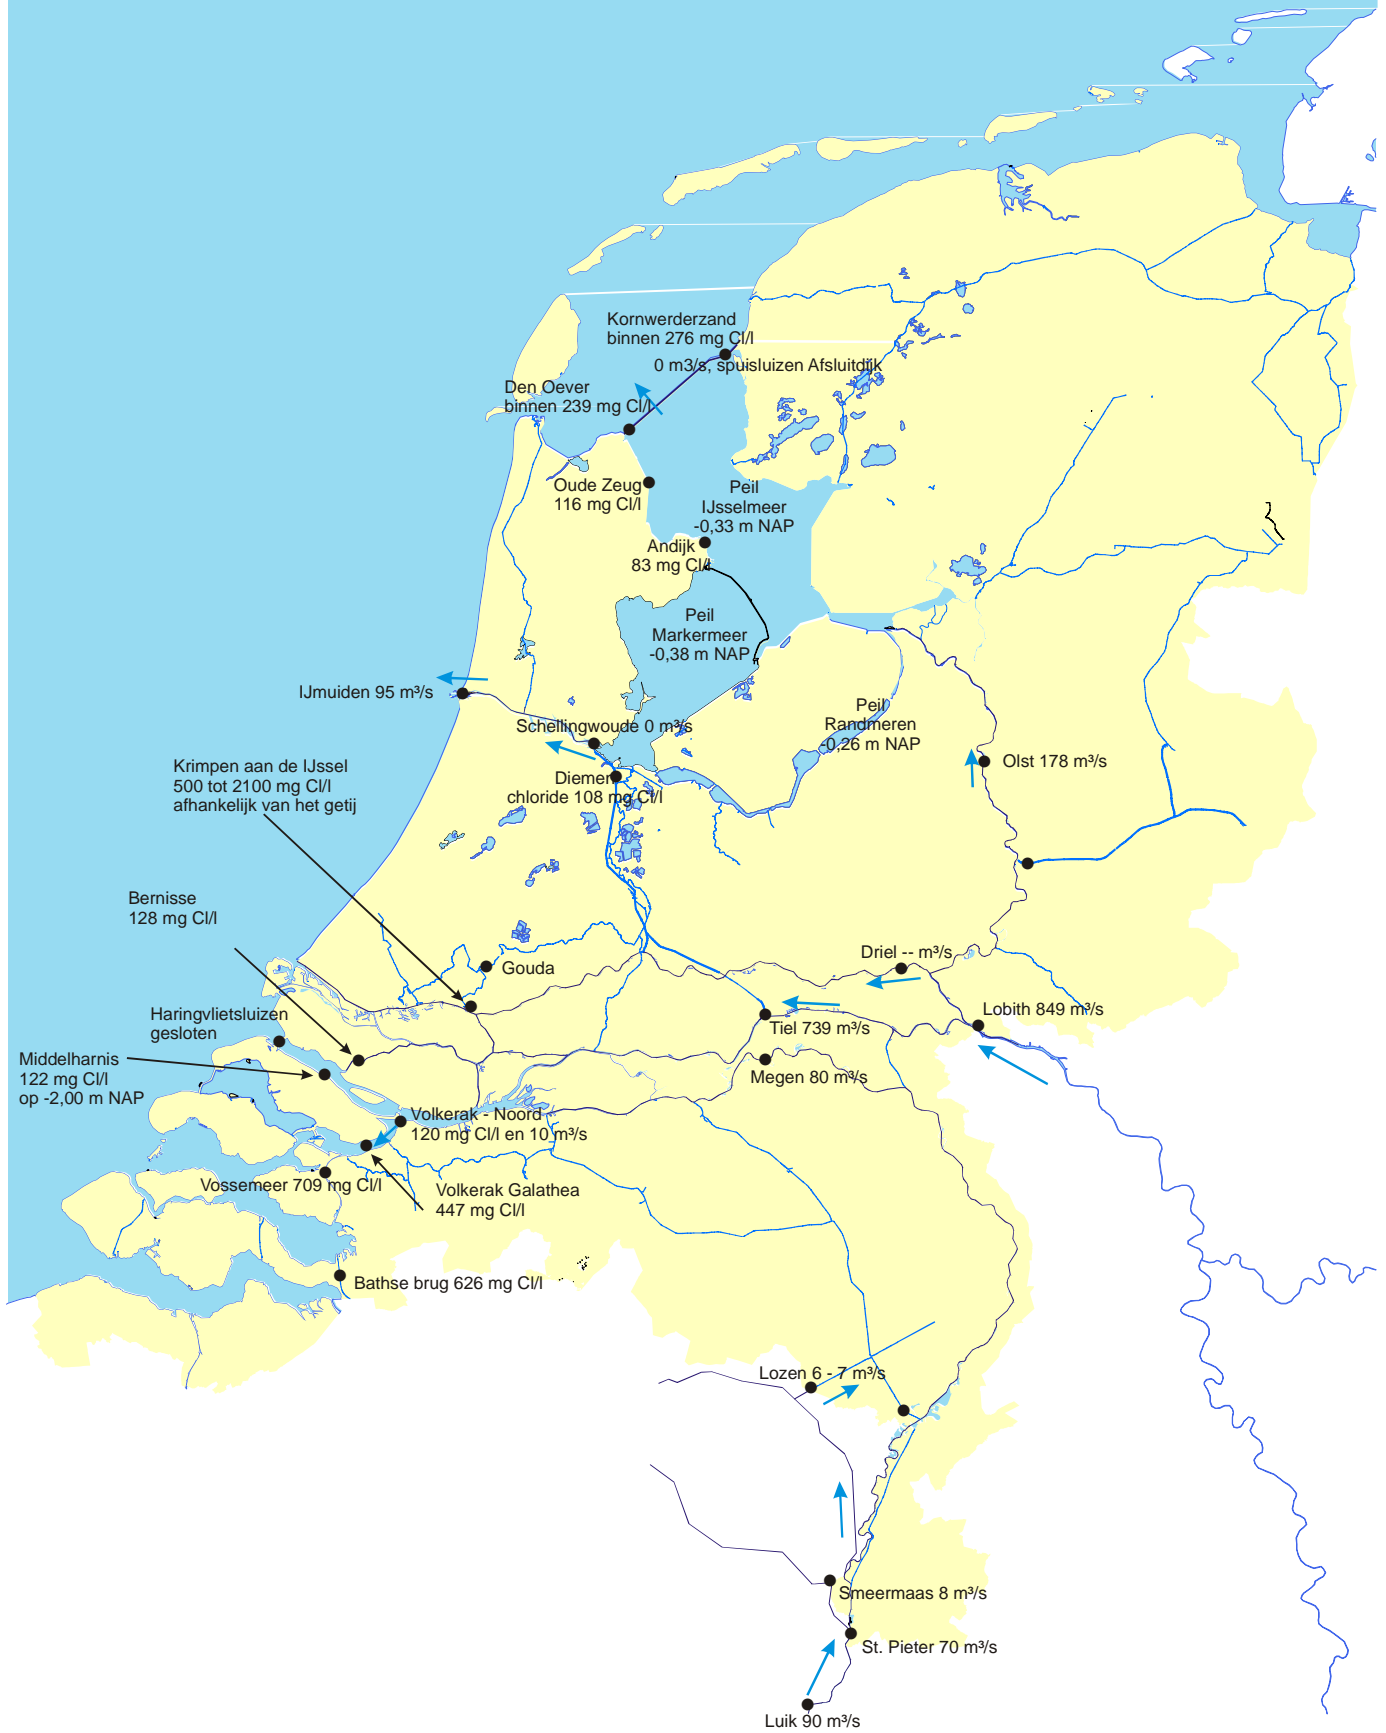 Kornwerderzand
binnen 276 mg Cl/l
0 m3/s, spuisluizen Afsluitdijk
Den Oever
binnen 239 mg Cl/l
Oude Zeug
116 mg Cl/l
Peil
IJsselmeer
-0,33 m NAP
Andijk
83 mg Cl/l
Peil
Markermeer
-0,38 m NAP
IJmuiden 95 m³/s
Schellingwoude 0 m³/s
Peil
Randmeren
-0,26 m NAP
Olst 178 m³/s
Krimpen aan de IJssel
500 tot 2100 mg Cl/l
afhankelijk van het getij
Diemen
chloride 108 mg Cl/l
Bernisse
128 mg Cl/l
Gouda
Driel -- m³/s
Haringvlietsluizen
gesloten
Lobith 849 m³/s
Tiel 739 m³/s
Middelharnis
122 mg Cl/l
op -2,00 m NAP
Megen 80 m³/s
Volkerak - Noord
120 mg Cl/l en 10 m³/s
Vossemeer 709 mg Cl/l
Volkerak Galathea
447 mg Cl/l
Bathse brug 626 mg Cl/l
Lozen 6 - 7 m³/s
Smeermaas 8 m³/s
St. Pieter 70 m³/s
Luik 90 m³/s